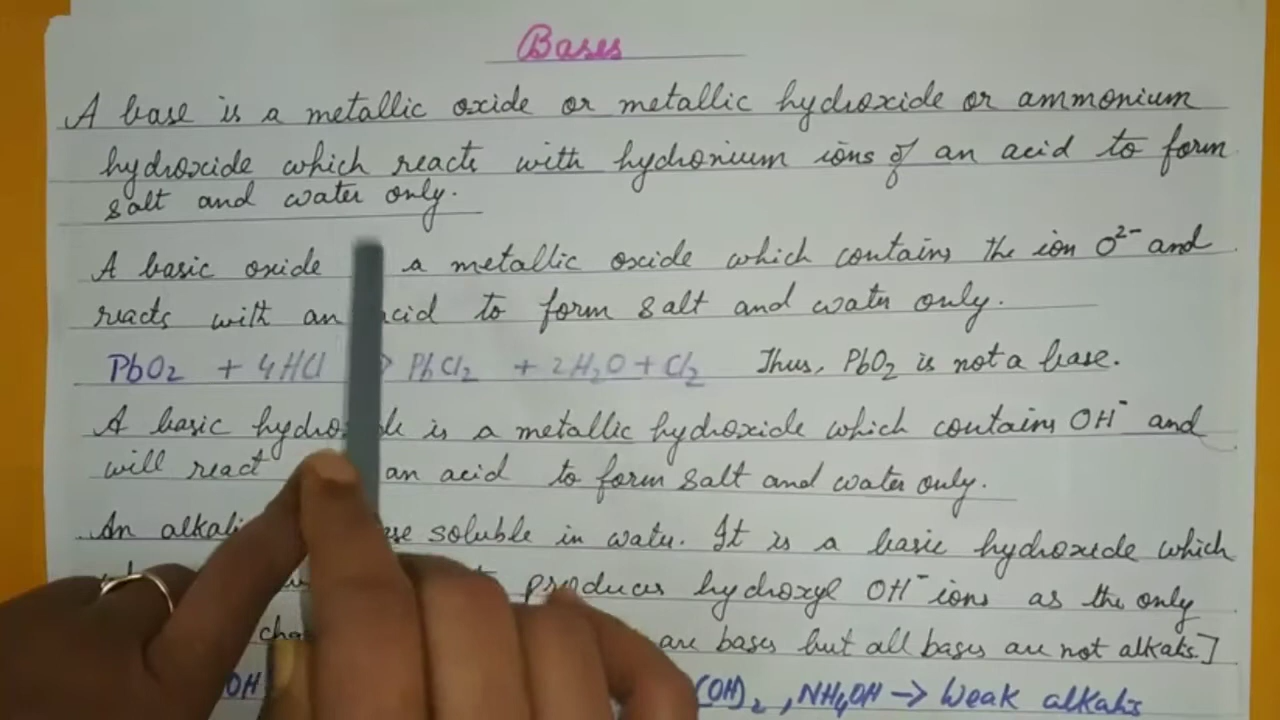 Bases
A base is a metallic oxide or metallic hydroxide or ammonium
hydroxide which reacts with hydronium ions of an acid to form
salt and water only.
A basic oxide a metallic oxide which contains the ion O²⁻ and
reacts with an acid to form salt and water only.
PbO₂ + 4HCl > PbCl₂ + 2H₂O + Cl₂ Thus, PbO₂ is not a base.
A basic hydroxide is a metallic hydroxide which contains OH⁻ and
will react an acid to form salt and water only.
An alkali soluble in water. It is a basic hydroxide which
produces hydroxyl OH⁻ ions as the only
are bases but all bases are not alkalis.]
OH (OH)₂, NH₄OH → Weak alkalis